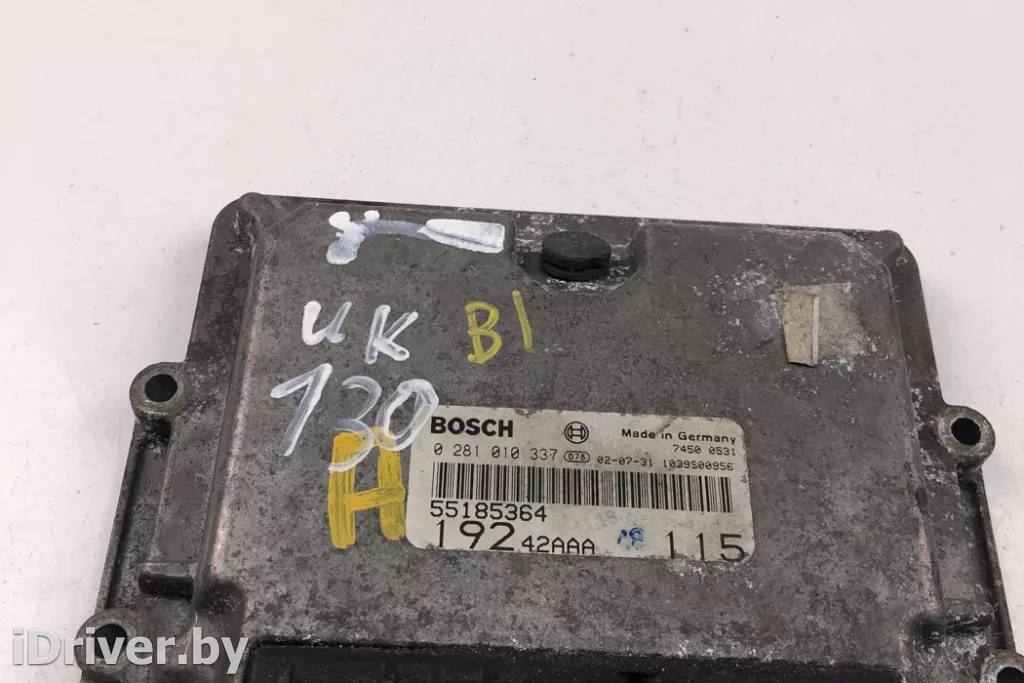 UK
B1
130
H
BOSCH
Made in Germany
7450 0531
0 281 010 337 078 02-07-31 1039S00956
55185364
192 42AAA 115
iDriver.by